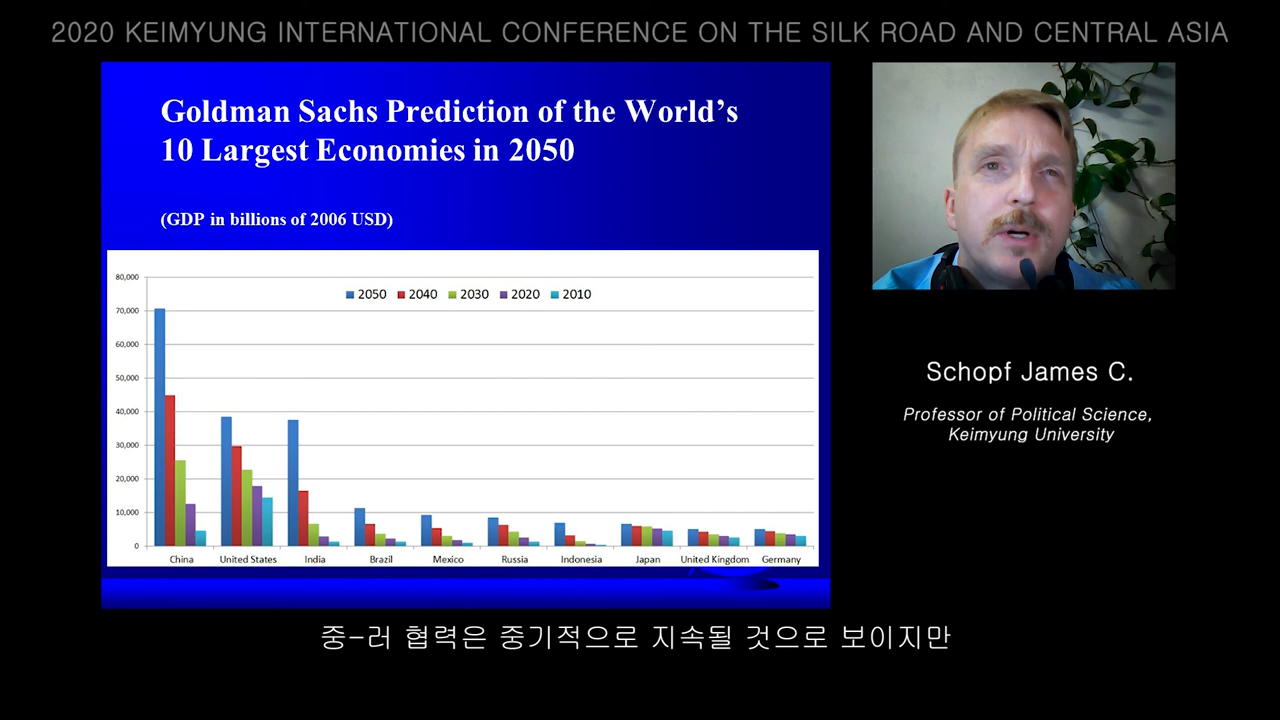 2020 KEIMYUNG INTERNATIONAL CONFERENCE ON THE SILK ROAD AND CENTRAL ASIA
Goldman Sachs Prediction of the World's
10 Largest Economies in 2050
(GDP in billions of 2006 USD)
80,000
2050 2040 2030 2020 2010
70,000
60,000
50,000
40,000
30,000
20,000
10,000
0
China United States India Brazil Mexico Russia Indonesia Japan United Kingdom Germany
Schopf James C.
Professor of Political Science,
Keimyung University
중-러 협력은 중기적으로 지속될 것으로 보이지만